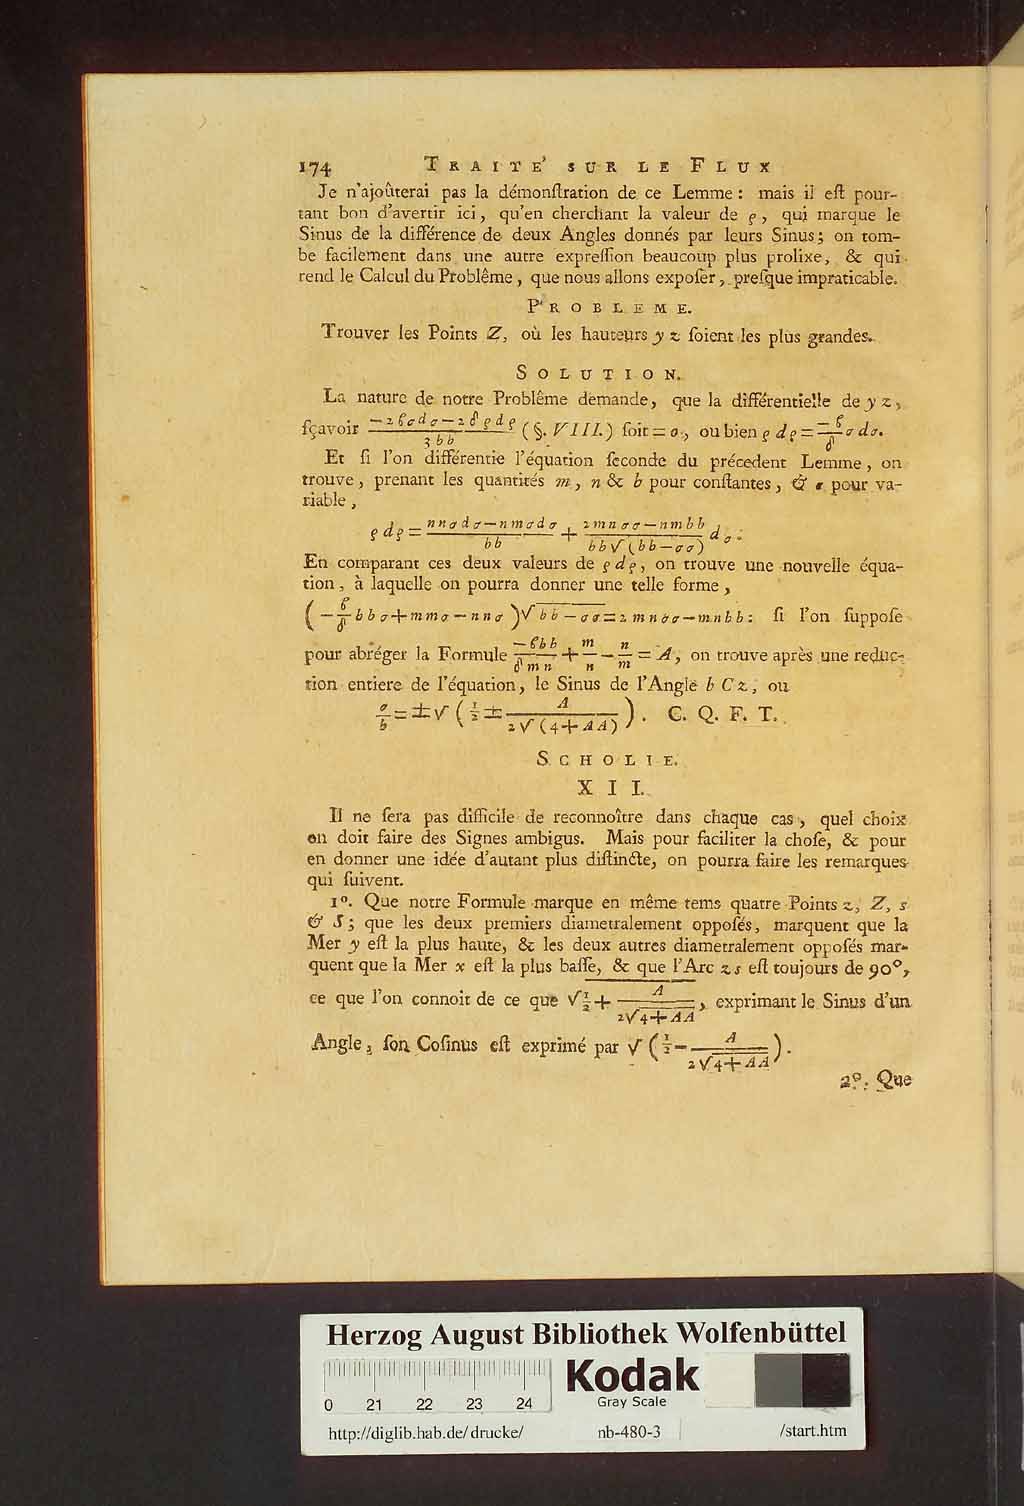 174 TRAITE' SUR LE FLUX
Je n'ajoûterai pas la démonſtration de ce Lemme : mais il eſt pour-
tant bon d'avertir ici, qu'en cherchant la valeur de ϱ, qui marque le
Sinus de la différence de deux Angles donnés par leurs Sinus; on tom-
be facilement dans une autre expreſſion beaucoup plus prolixe, & qui
rend le Calcul du Problême, que nous allons expoſer, preſque impraticable.
PROBLEME.
Trouver les Points Z, où les hauteurs y z ſoient les plus grandes.
SOLUTION.
La nature de notre Problême demande, que la différentielle de y z,
ſçavoir (−2ϐσdσ−2δϱdϱ)/(3bb) (§. VIII.) ſoit = o, ou bien ϱ dϱ = (−ϐ/δ) σ dσ.
Et ſi l'on différentie l'équation ſeconde du précedent Lemme, on
trouve, prenant les quantités m, n & b pour conſtantes, & σ pour va-
riable,
ϱ dϱ = (nnσdσ−nmσdσ)/(bb) + (2mnσσ−nmbb)/(bb√(bb−σσ)) dσ.
En comparant ces deux valeurs de ϱ dϱ, on trouve une nouvelle équa-
tion, à laquelle on pourra donner une telle forme,
(−(ϐ/δ)bbσ+mmσ−nnσ)√bb−σσ=2mnσσ−mnbb: ſi l'on ſuppoſe
pour abréger la Formule (−ϐbb)/(δmn) + m/n − n/m = A, on trouve après une reduc-
tion entiere de l'équation, le Sinus de l'Angle b C z, ou
σ/b = ±√(1/2 ± A/(2√(4+AA))). C. Q. F. T.
SCHOLIE.
XII.
Il ne ſera pas difficile de reconnoître dans chaque cas, quel choix
on doit faire des Signes ambigus. Mais pour faciliter la choſe, & pour
en donner une idée d'autant plus diſtincte, on pourra faire les remarques
qui ſuivent.
1°. Que notre Formule marque en même tems quatre Points z, Z, s
& S; que les deux premiers diametralement oppoſés, marquent que la
Mer y eſt la plus haute, & les deux autres diametralement oppoſés mar-
quent que la Mer x eſt la plus baſſe, & que l'Arc z s eſt toujours de 90°,
ce que l'on connoit de ce que √1/2 + A/(2√4+AA), exprimant le Sinus d'un
Angle, ſon Coſinus eſt exprimé par √(1/2 − A/(2√4+AA)).
2°. Que
Herzog August Bibliothek Wolfenbüttel
Kodak
Gray Scale
0 21 22 23 24
http://diglib.hab.de/drucke/ nb-480-3 /start.htm